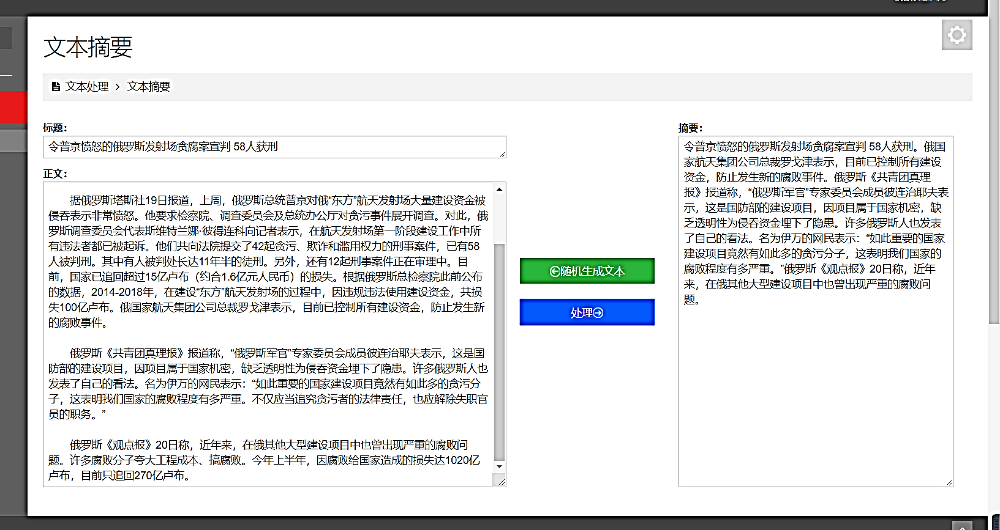 文本摘要
文本处理 > 文本摘要
标题：
令普京愤怒的俄罗斯发射场贪腐案宣判 58人获刑
正文：
据俄罗斯塔斯社19日报道，上周，俄罗斯总统普京对俄“东方”航天发射场大量建设资金被
侵吞表示非常愤怒。他要求检察院、调查委员会及总统办公厅对贪污事件展开调查。对此，俄
罗斯调查委员会代表斯维特兰娜·彼得连科向记者表示，在航天发射场第一阶段建设工作中所
有违法者都已被起诉。他们共向法院提交了42起贪污、欺诈和滥用权力的刑事案件，已有58
人被判刑。其中有人被判处长达11年半的徒刑。另外，还有12起刑事案件正在审理中。目
前，国家已追回超过15亿卢布（约合1.6亿元人民币）的损失。根据俄罗斯总检察院此前公布
的数据，2014-2018年，在建设“东方”航天发射场的过程中，因违规违法使用建设资金，共损
失100亿卢布。俄国家航天集团公司总裁罗戈津表示，目前已控制所有建设资金，防止发生新
的腐败事件。
俄罗斯《共青团真理报》报道称，“俄罗斯军官”专家委员会成员彼连治耶夫表示，这是国
防部的建设项目，因项目属于国家机密，缺乏透明性为侵吞资金埋下了隐患。许多俄罗斯人也
发表了自己的看法。名为伊万的网民表示：“如此重要的国家建设项目竟然有如此多的贪污分
子，这表明我们国家的腐败程度有多严重。不仅应当追究贪污者的法律责任，也应解除失职官
员的职务。”
俄罗斯《观点报》20日称，近年来，在俄其他大型建设项目中也曾出现严重的腐败问
题。许多腐败分子夸大工程成本、搞腐败。今年上半年，因腐败给国家造成的损失达1020亿
卢布，目前只追回270亿卢布。
随机生成文本
处理
摘要：
令普京愤怒的俄罗斯发射场贪腐案宣判 58人获刑。俄国
家航天集团公司总裁罗戈津表示，目前已控制所有建设
资金，防止发生新的腐败事件。俄罗斯《共青团真理
报》报道称，“俄罗斯军官”专家委员会成员彼连治耶夫表
示，这是国防部的建设项目，因项目属于国家机密，缺
乏透明性为侵吞资金埋下了隐患。许多俄罗斯人也发表
了自己的看法。名为伊万的网民表示：“如此重要的国家
建设项目竟然有如此多的贪污分子，这表明我们国家的
腐败程度有多严重。”俄罗斯《观点报》20日称，近年
来，在俄其他大型建设项目中也曾出现严重的腐败问
题。